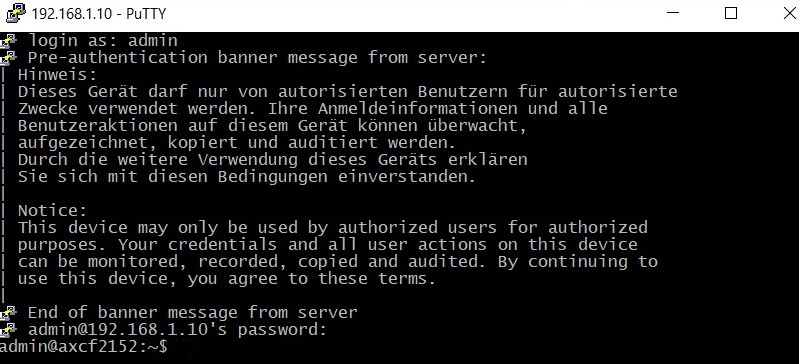 192.168.1.10 - PuTTY
login as: admin
Pre-authentication banner message from server:
| Hinweis:
| Dieses Gerät darf nur von autorisierten Benutzern für autorisierte
| Zwecke verwendet werden. Ihre Anmeldeinformationen und alle
| Benutzeraktionen auf diesem Gerät können überwacht,
| aufgezeichnet, kopiert und auditiert werden.
| Durch die weitere Verwendung dieses Geräts erklären
| Sie sich mit diesen Bedingungen einverstanden.
|
| Notice:
| This device may only be used by authorized users for authorized
| purposes. Your credentials and all user actions on this device
| can be monitored, recorded, copied and audited. By continuing to
| use this device, you agree to these terms.
|
End of banner message from server
admin@192.168.1.10's password:
admin@axcf2152:~$